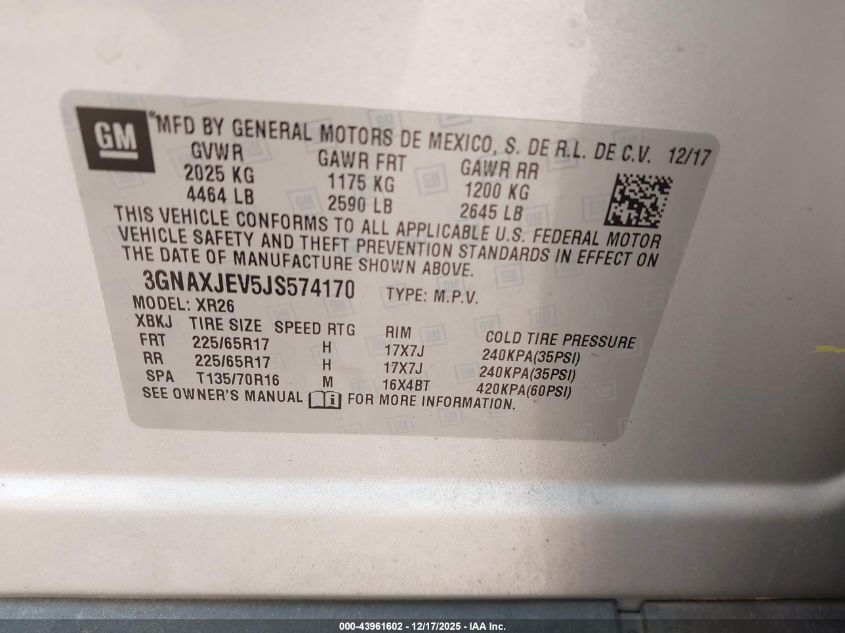 GM
*MFD BY GENERAL MOTORS DE MEXICO, S. DE R.L. DE C.V. 12/17
GVWR GAWR FRT GAWR RR
2025 KG 1175 KG 1200 KG
4464 LB 2590 LB 2645 LB
THIS VEHICLE CONFORMS TO ALL APPLICABLE U.S. FEDERAL MOTOR
VEHICLE SAFETY AND THEFT PREVENTION STANDARDS IN EFFECT ON
THE DATE OF MANUFACTURE SHOWN ABOVE.
3GNAXJEV5JS574170 TYPE: M.P.V.
MODEL: XR26
XBKJ TIRE SIZE SPEED RTG RIM COLD TIRE PRESSURE
FRT 225/65R17 H 17X7J 240KPA(35PSI)
RR 225/65R17 H 17X7J 240KPA(35PSI)
SPA T135/70R16 M 16X4BT 420KPA(60PSI)
SEE OWNER'S MANUAL FOR MORE INFORMATION.
000-43961602 - 12/17/2025 - IAA Inc.